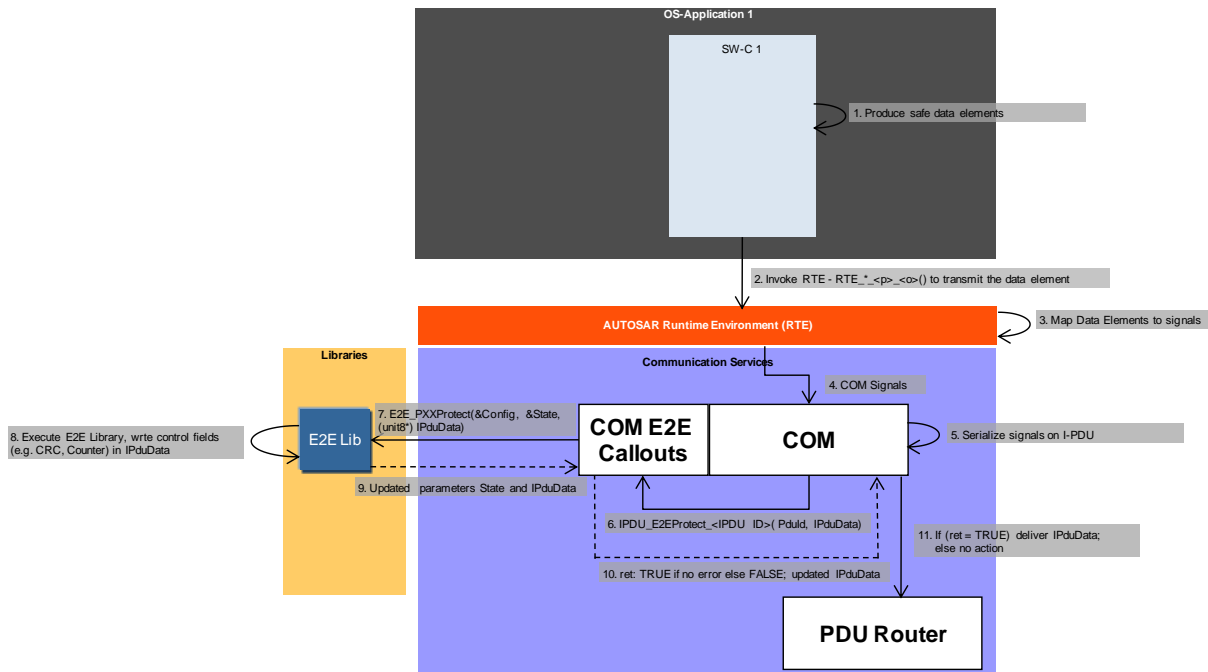 OS-Application 1
SW-C 1
1. Produce safe data elements
2. Invoke RTE - RTE_*_<p>_<o>() to transmit the data element
AUTOSAR Runtime Environment (RTE)
3. Map Data Elements to signals
Libraries
Communication Services
4. COM Signals
7. E2E_PXXProtect(&Config, &State,
(unit8*) IPduData)
8. Execute E2E Library, wrte control fields
(e.g. CRC, Counter) in IPduData
E2E Lib
COM E2E
Callouts
COM
5. Serialize signals on I-PDU
9. Updated parameters State and IPduData
6. IPDU_E2EProtect_<IPDU ID>( PduId, IPduData)
11. If (ret = TRUE) deliver IPduData;
else no action
10. ret: TRUE if no error else FALSE; updated IPduData
PDU Router